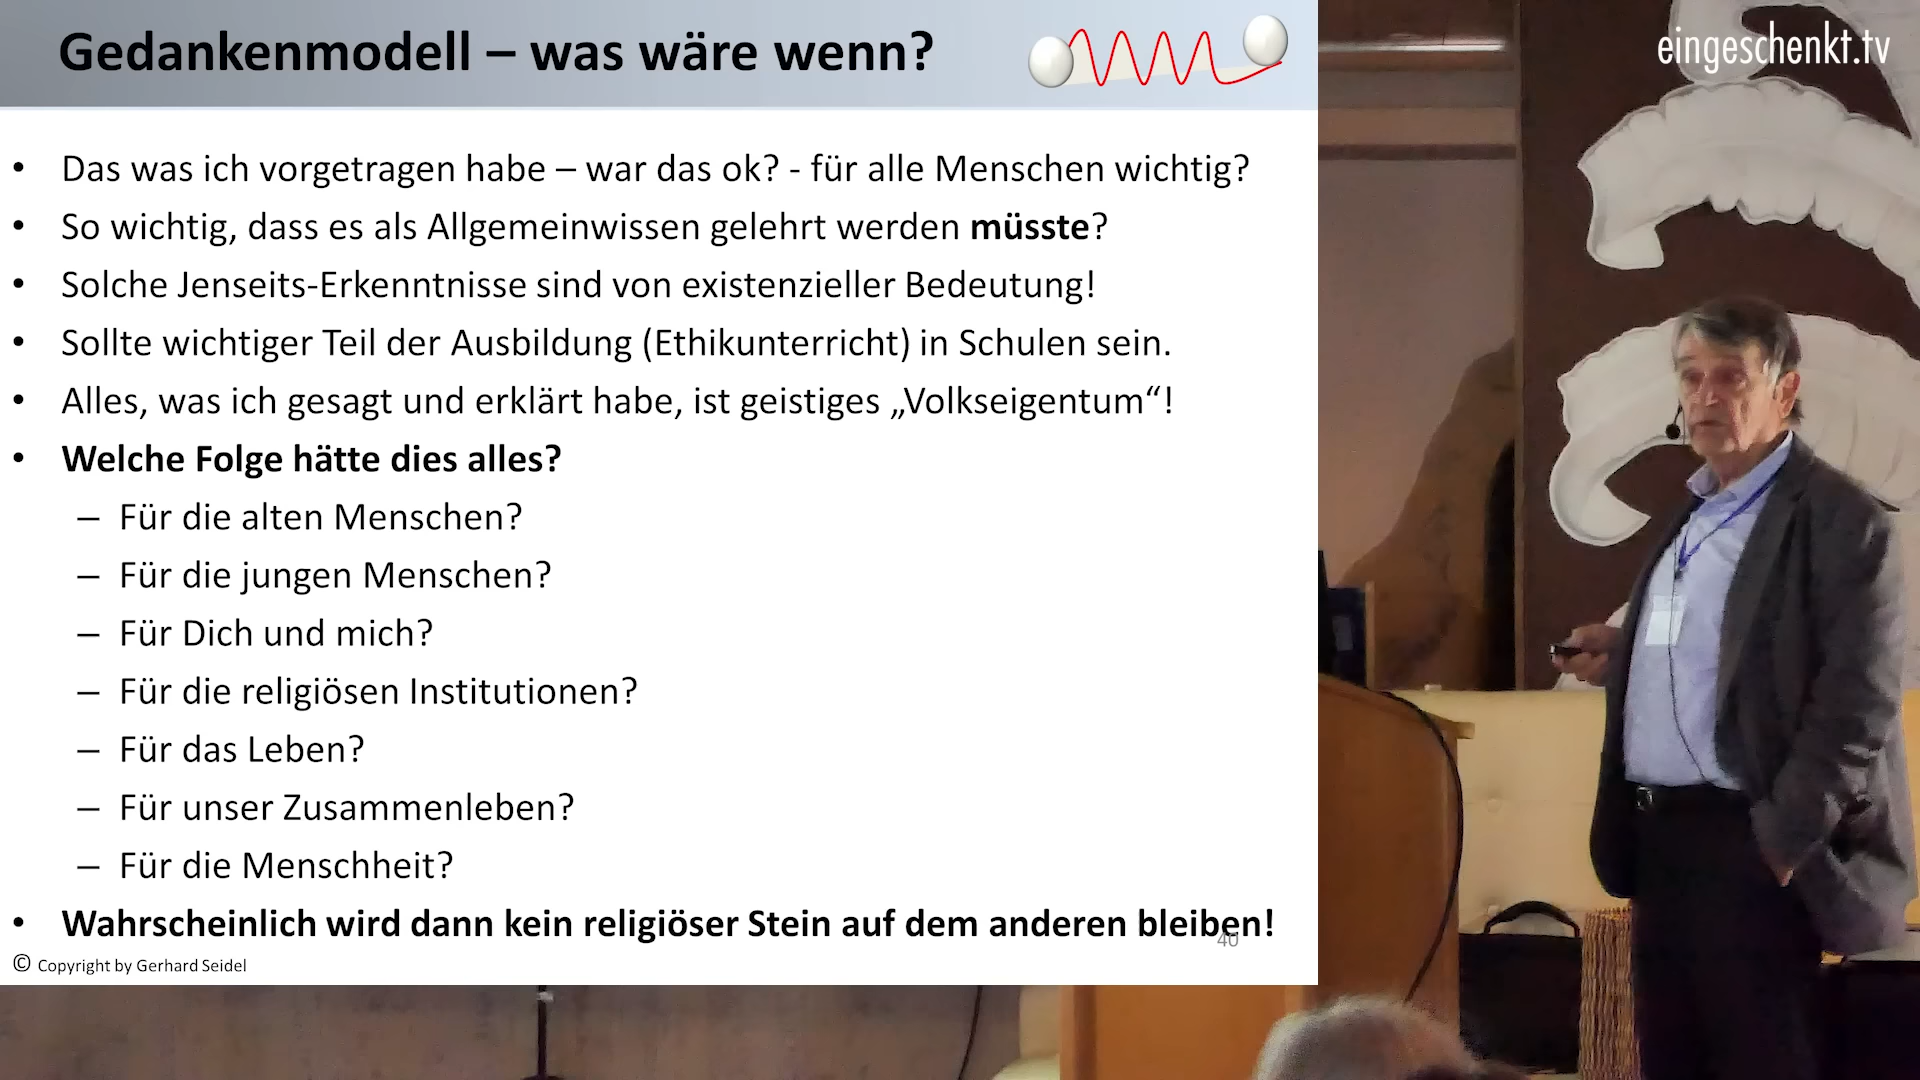 Gedankenmodell – was wäre wenn?
eingeschenkt.tv
• Das was ich vorgetragen habe – war das ok? - für alle Menschen wichtig?
• So wichtig, dass es als Allgemeinwissen gelehrt werden müsste?
• Solche Jenseits-Erkenntnisse sind von existenzieller Bedeutung!
• Sollte wichtiger Teil der Ausbildung (Ethikunterricht) in Schulen sein.
• Alles, was ich gesagt und erklärt habe, ist geistiges „Volkseigentum“!
• Welche Folge hätte dies alles?
– Für die alten Menschen?
– Für die jungen Menschen?
– Für Dich und mich?
– Für die religiösen Institutionen?
– Für das Leben?
– Für unser Zusammenleben?
– Für die Menschheit?
• Wahrscheinlich wird dann kein religiöser Stein auf dem anderen bleiben!
40
© Copyright by Gerhard Seidel